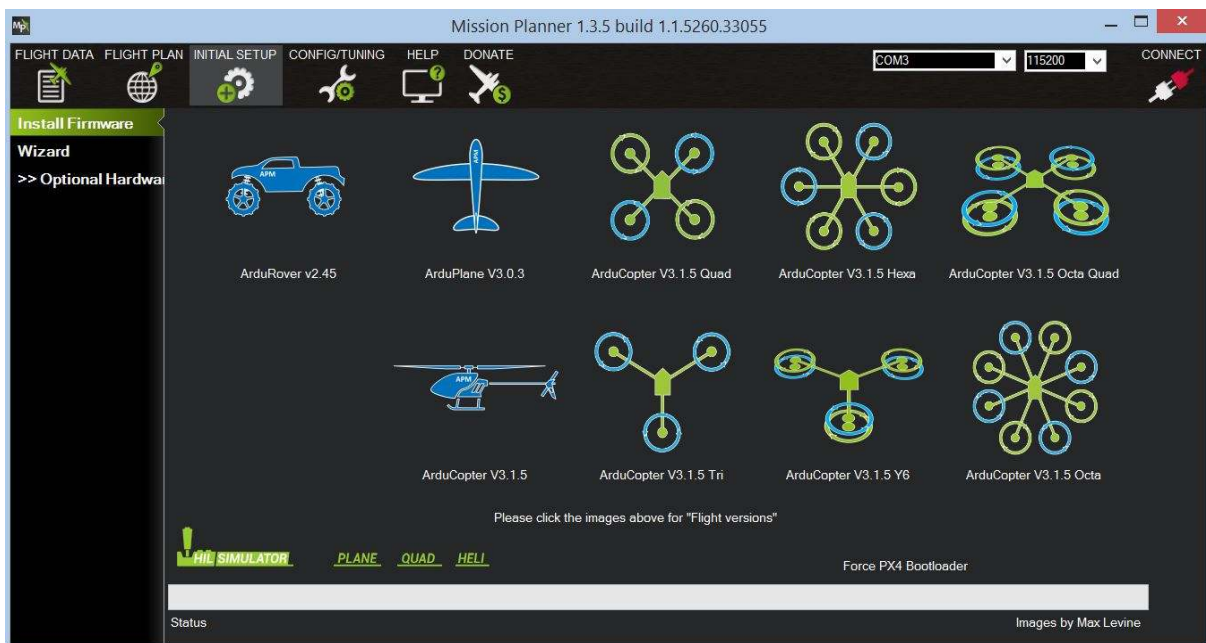 Mp
Mission Planner 1.3.5 build 1.1.5260.33055
FLIGHT DATA FLIGHT PLAN INITIAL SETUP CONFIG/TUNING HELP DONATE
COM3 115200 CONNECT
Install Firmware
Wizard
>> Optional Hardwa
APM
APM
ArduRover v2.45 ArduPlane V3.0.3 ArduCopter V3.1.5 Quad ArduCopter V3.1.5 Hexa ArduCopter V3.1.5 Octa Quad
APM
ArduCopter V3.1.5 ArduCopter V3.1.5 Tri ArduCopter V3.1.5 Y6 ArduCopter V3.1.5 Octa
Please click the images above for "Flight versions"
HIL SIMULATOR PLANE QUAD HELI
Force PX4 Bootloader
Status Images by Max Levine